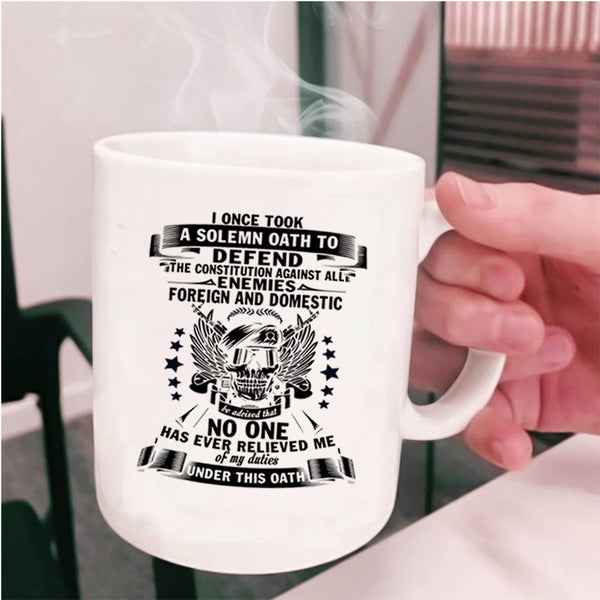 I ONCE TOOK
A SOLEMN OATH TO
DEFEND
THE CONSTITUTION AGAINST ALL
ENEMIES
FOREIGN AND DOMESTIC
be advised that
NO ONE
HAS EVER RELIEVED ME
of my duties
UNDER THIS OATH